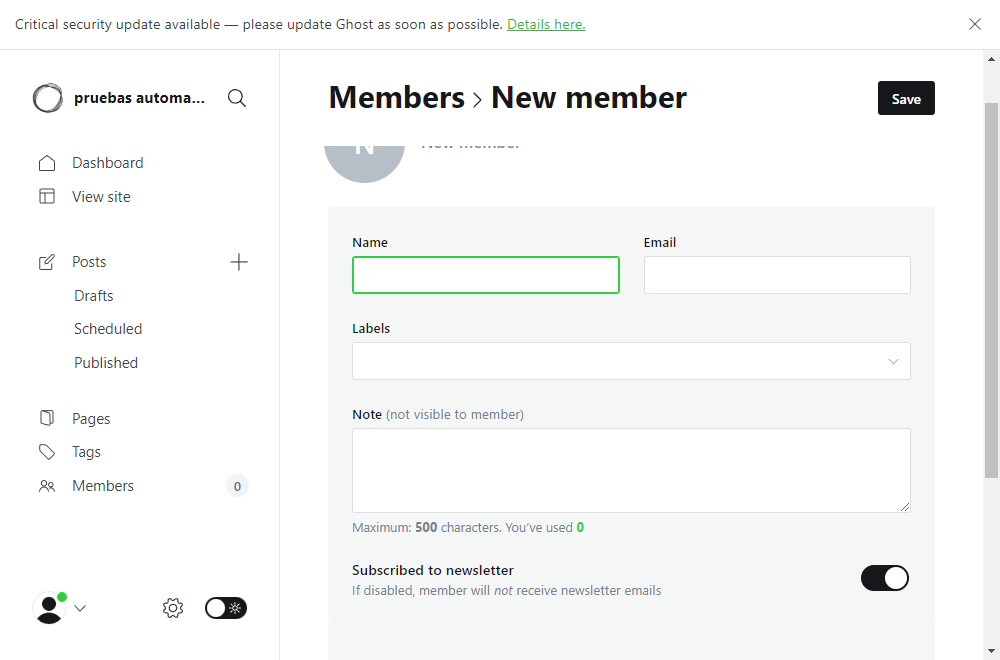 Critical security update available — please update Ghost as soon as possible. Details here.
pruebas automa...
Dashboard
View site
Posts
Drafts
Scheduled
Published
Pages
Tags
Members
0
Members > New member
Save
N
New member
Name
Email
Labels
Note (not visible to member)
Maximum: 500 characters. You've used 0
Subscribed to newsletter
If disabled, member will not receive newsletter emails